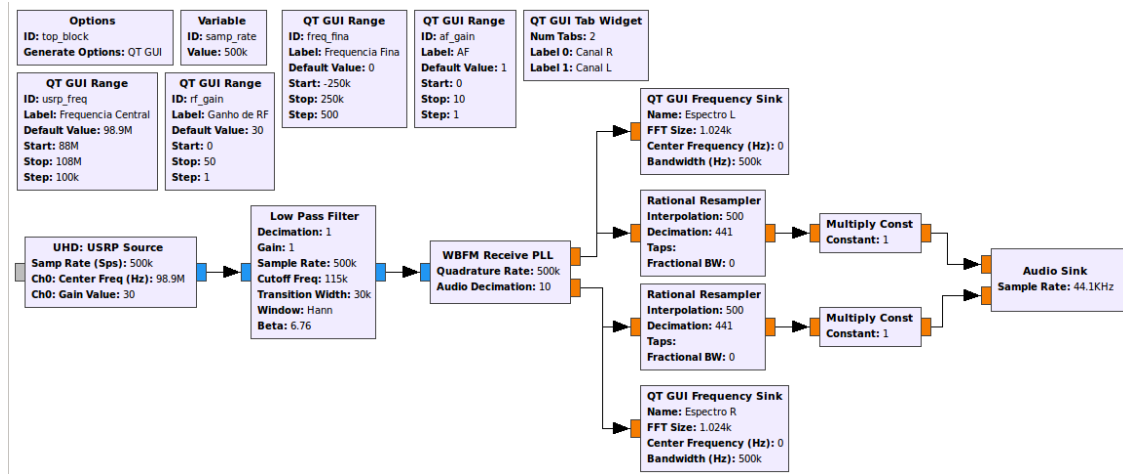 Options
ID: top_block
Generate Options: QT GUI
Variable
ID: samp_rate
Value: 500k
QT GUI Range
ID: freq_fina
Label: Frequencia Fina
Default Value: 0
Start: -250k
Stop: 250k
Step: 500
QT GUI Range
ID: af_gain
Label: AF
Default Value: 1
Start: 0
Stop: 10
Step: 1
QT GUI Tab Widget
Num Tabs: 2
Label 0: Canal R
Label 1: Canal L
QT GUI Range
ID: usrp_freq
Label: Frequencia Central
Default Value: 98.9M
Start: 88M
Stop: 108M
Step: 100k
QT GUI Range
ID: rf_gain
Label: Ganho de RF
Default Value: 30
Start: 0
Stop: 50
Step: 1
QT GUI Frequency Sink
Name: Espectro L
FFT Size: 1.024k
Center Frequency (Hz): 0
Bandwidth (Hz): 500k
UHD: USRP Source
Samp Rate (Sps): 500k
Ch0: Center Freq (Hz): 98.9M
Ch0: Gain Value: 30
Low Pass Filter
Decimation: 1
Gain: 1
Sample Rate: 500k
Cutoff Freq: 115k
Transition Width: 30k
Window: Hann
Beta: 6.76
WBFM Receive PLL
Quadrature Rate: 500k
Audio Decimation: 10
Rational Resampler
Interpolation: 500
Decimation: 441
Taps:
Fractional BW: 0
Multiply Const
Constant: 1
Audio Sink
Sample Rate: 44.1KHz
Rational Resampler
Interpolation: 500
Decimation: 441
Taps:
Fractional BW: 0
Multiply Const
Constant: 1
QT GUI Frequency Sink
Name: Espectro R
FFT Size: 1.024k
Center Frequency (Hz): 0
Bandwidth (Hz): 500k